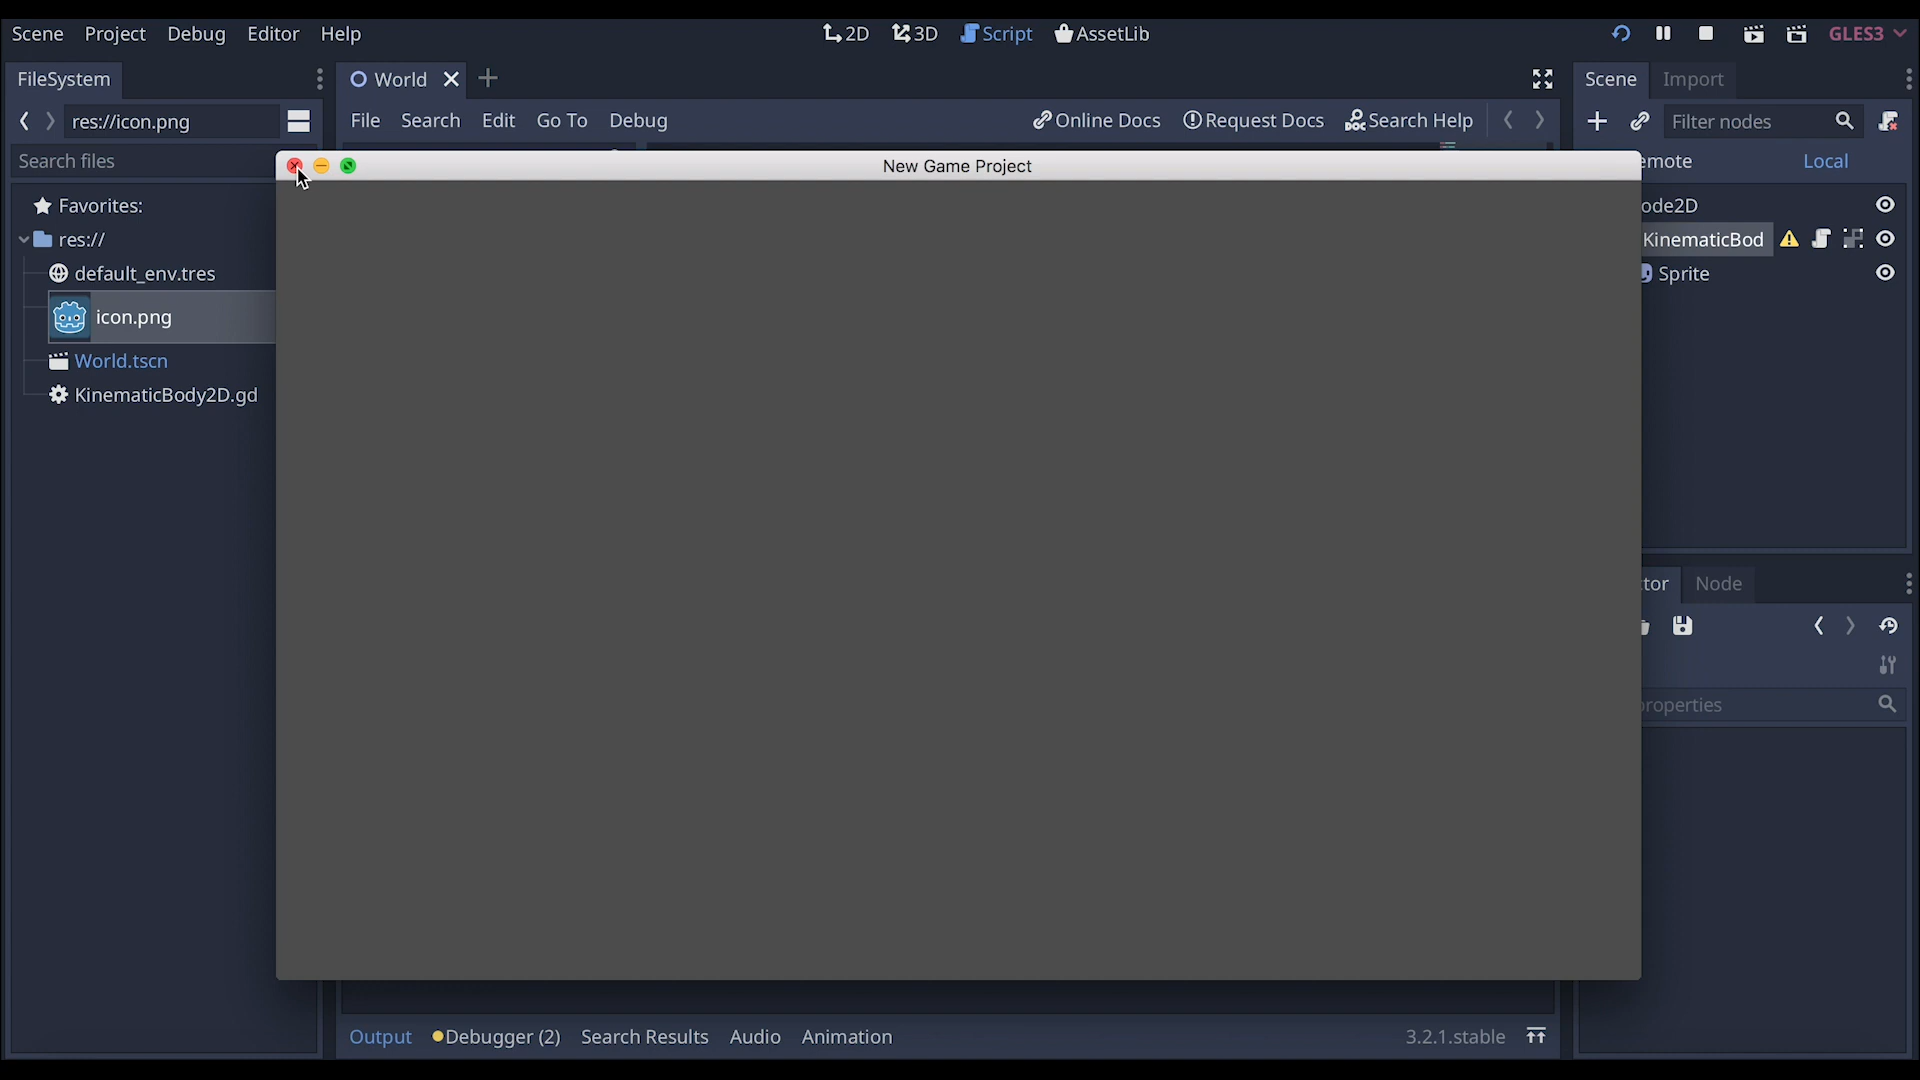 Scene Project Debug Editor Help 2D 3D Script AssetLib GLES3
FileSystem World Scene Import
res://icon.png File Search Edit Go To Debug Online Docs Request Docs Search Help Filter nodes
Search files New Game Project emote Local
Favorites: ode2D
res:// KinematicBod
default_env.tres Sprite
icon.png
World.tscn
KinematicBody2D.gd
tor Node
properties
Output Debugger (2) Search Results Audio Animation 3.2.1.stable